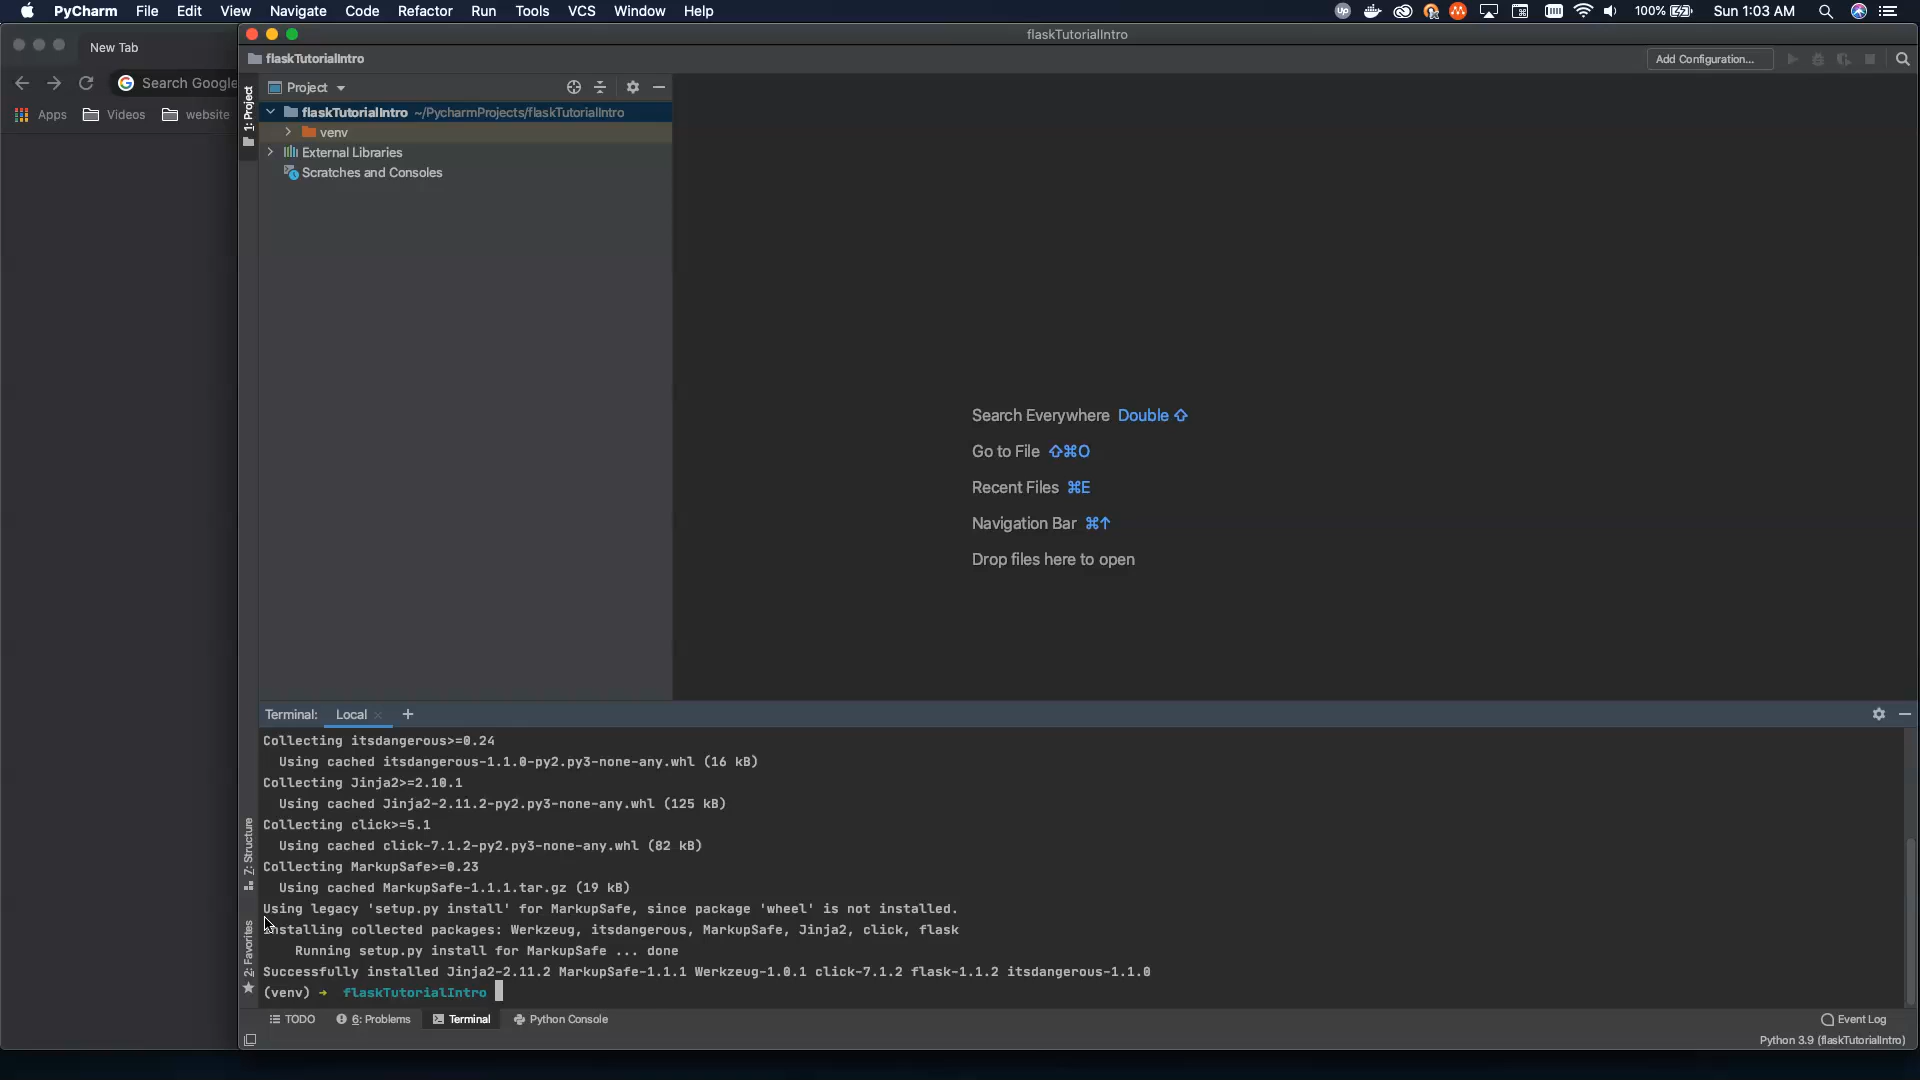 PyCharm File Edit View Navigate Code Refactor Run Tools VCS Window Help
Up 100% Sun 1:03 AM
New Tab
flaskTutorialIntro
flaskTutorialIntro
Add Configuration...
Search Google
Apps Videos website
1: Project
Project
flaskTutorialIntro ~/PycharmProjects/flaskTutorialIntro
venv
External Libraries
Scratches and Consoles
Search Everywhere Double ⇧
Go to File ⇧⌘O
Recent Files ⌘E
Navigation Bar ⌘↑
Drop files here to open
Terminal: Local × +
Collecting itsdangerous>=0.24
Using cached itsdangerous-1.1.0-py2.py3-none-any.whl (16 kB)
Collecting Jinja2>=2.10.1
Using cached Jinja2-2.11.2-py2.py3-none-any.whl (125 kB)
Collecting click>=5.1
Using cached click-7.1.2-py2.py3-none-any.whl (82 kB)
Collecting MarkupSafe>=0.23
Using cached MarkupSafe-1.1.1.tar.gz (19 kB)
Using legacy 'setup.py install' for MarkupSafe, since package 'wheel' is not installed.
Installing collected packages: Werkzeug, itsdangerous, MarkupSafe, Jinja2, click, flask
Running setup.py install for MarkupSafe ... done
Successfully installed Jinja2-2.11.2 MarkupSafe-1.1.1 Werkzeug-1.0.1 click-7.1.2 flask-1.1.2 itsdangerous-1.1.0
(venv) → flaskTutorialIntro
7: Structure
2: Favorites
TODO 6: Problems Terminal Python Console
Event Log
Python 3.9 (flaskTutorialIntro)